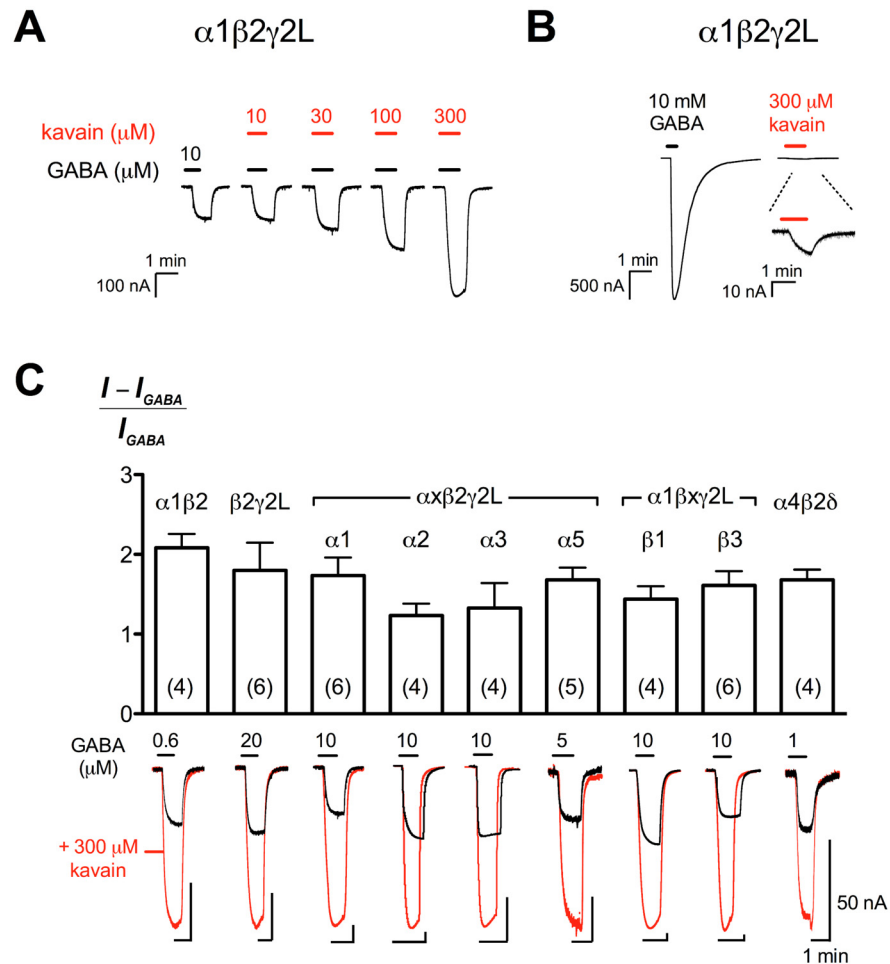 A
α1β2γ2L
kavain (μM)
10 30 100 300
GABA (μM)
10
1 min
100 nA
B
α1β2γ2L
10 mM
GABA
300 μM
kavain
1 min
500 nA
1 min
10 nA
C
I – I GABA
I GABA
3
2
1
0
α1β2 β2γ2L αxβ2γ2L α1βxγ2L α4β2δ
α1 α2 α3 α5 β1 β3
(4) (6) (6) (4) (4) (5) (4) (6) (4)
GABA
(μM)
0.6 20 10 10 10 5 10 10 1
+ 300 μM
kavain
50 nA
1 min